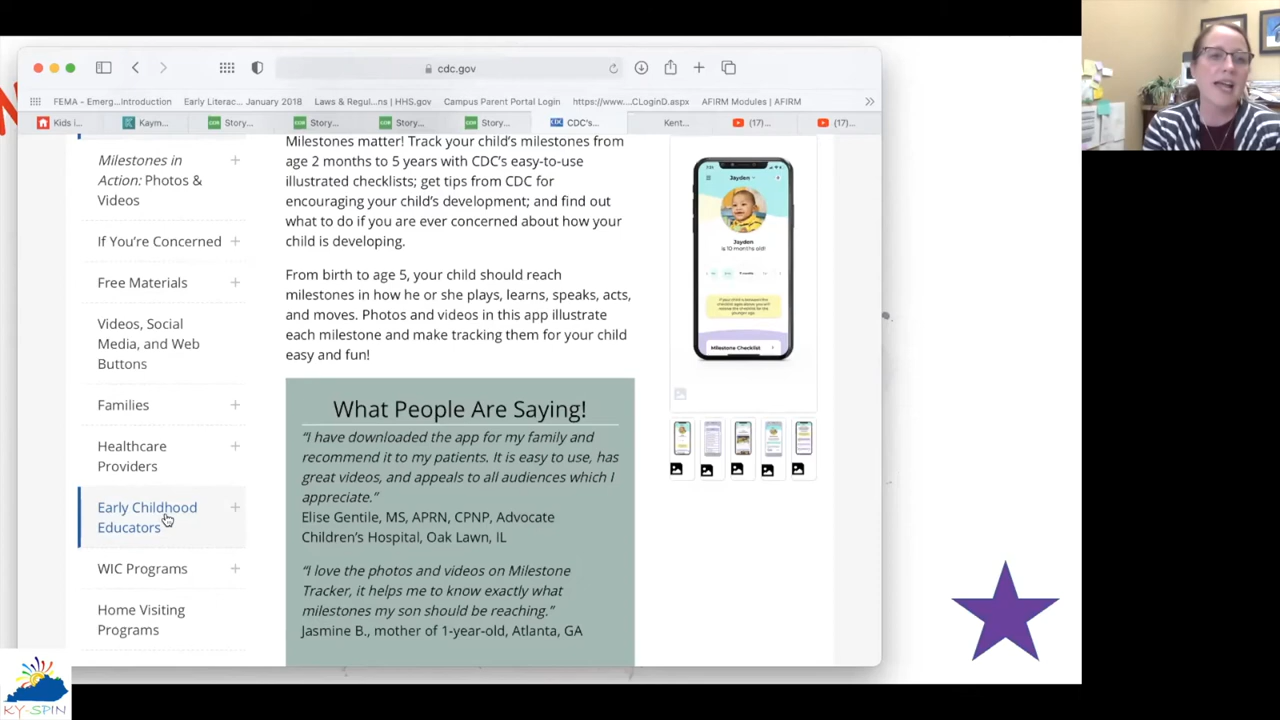 cdc.gov
FEMA - Emerg...ntroduction
Early Literac... January 2018
Laws & Regul...ns | HHS.gov
Campus Parent Portal Login
https://www....CLoginD.aspx
AFIRM Modules | AFIRM
Kids i...
Kaym...
Story...
Story...
Story...
Story...
CDC's...
Kent...
(17)...
(17)...
Milestones in
Action: Photos &
Videos
If You're Concerned
Free Materials
Videos, Social
Media, and Web
Buttons
Families
Healthcare
Providers
Early Childhood
Educators
WIC Programs
Home Visiting
Programs
Milestones matter! Track your child's milestones from
age 2 months to 5 years with CDC's easy-to-use
illustrated checklists; get tips from CDC for
encouraging your child's development; and find out
what to do if you are ever concerned about how your
child is developing.
From birth to age 5, your child should reach
milestones in how he or she plays, learns, speaks, acts,
and moves. Photos and videos in this app illustrate
each milestone and make tracking them for your child
easy and fun!
What People Are Saying!
“I have downloaded the app for my family and
recommend it to my patients. It is easy to use, has
great videos, and appeals to all audiences which I
appreciate.”
Elise Gentile, MS, APRN, CPNP, Advocate
Children's Hospital, Oak Lawn, IL
“I love the photos and videos on Milestone
Tracker, it helps me to know exactly what
milestones my son should be reaching.”
Jasmine B., mother of 1-year-old, Atlanta, GA
Jayden
Jayden
is 10 months old!
Milestone Checklist
KY-SPIN